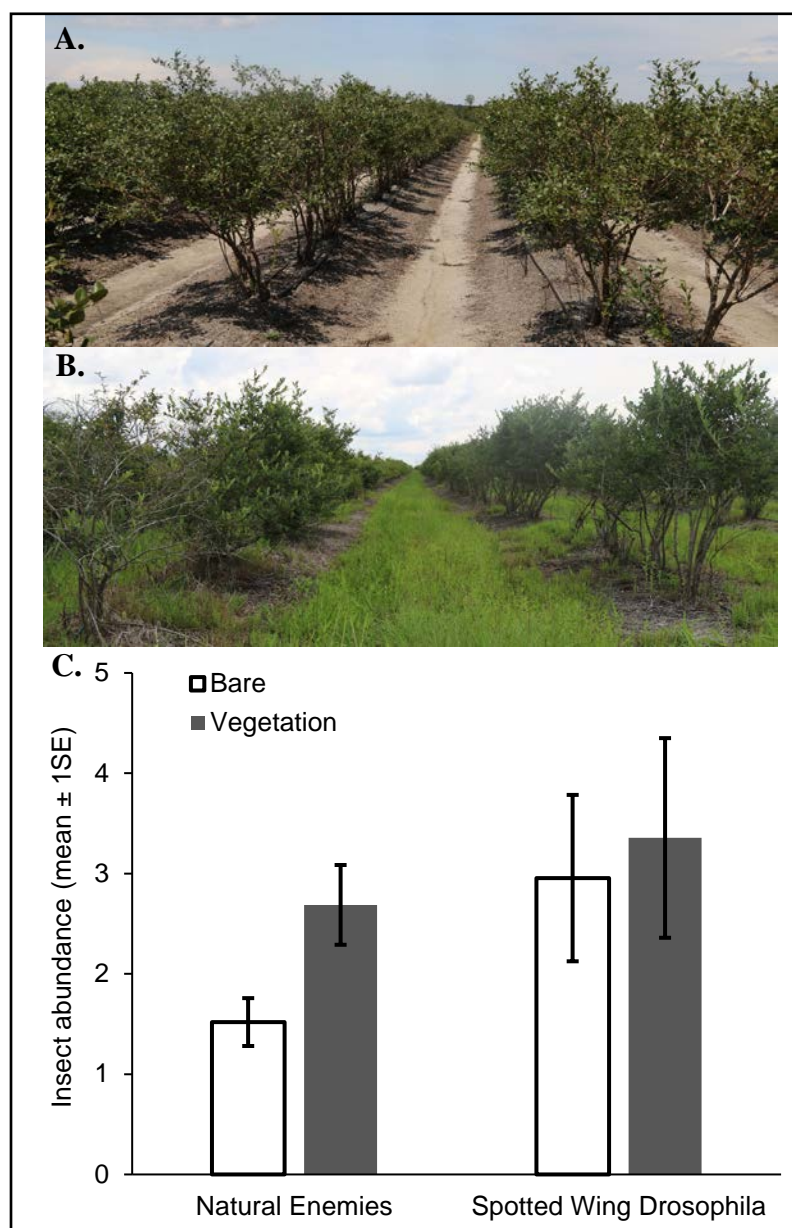 A.
B.
C.
Bare
Vegetation
Insect abundance (mean ± 1SE)
5
4
3
2
1
0
Natural Enemies
Spotted Wing Drosophila